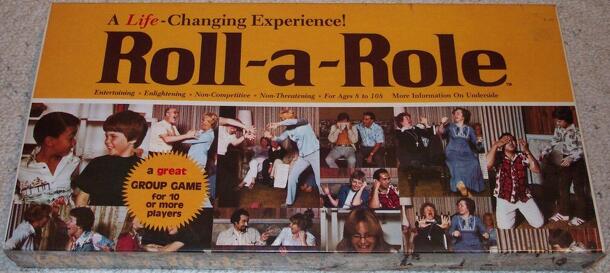 A Life-Changing Experience!
Roll-a-Role™
Entertaining • Enlightening • Non-Competitive • Non-Threatening • For Ages 8 to 108 More Information On Underside
a great
GROUP GAME
for 10
or more
players